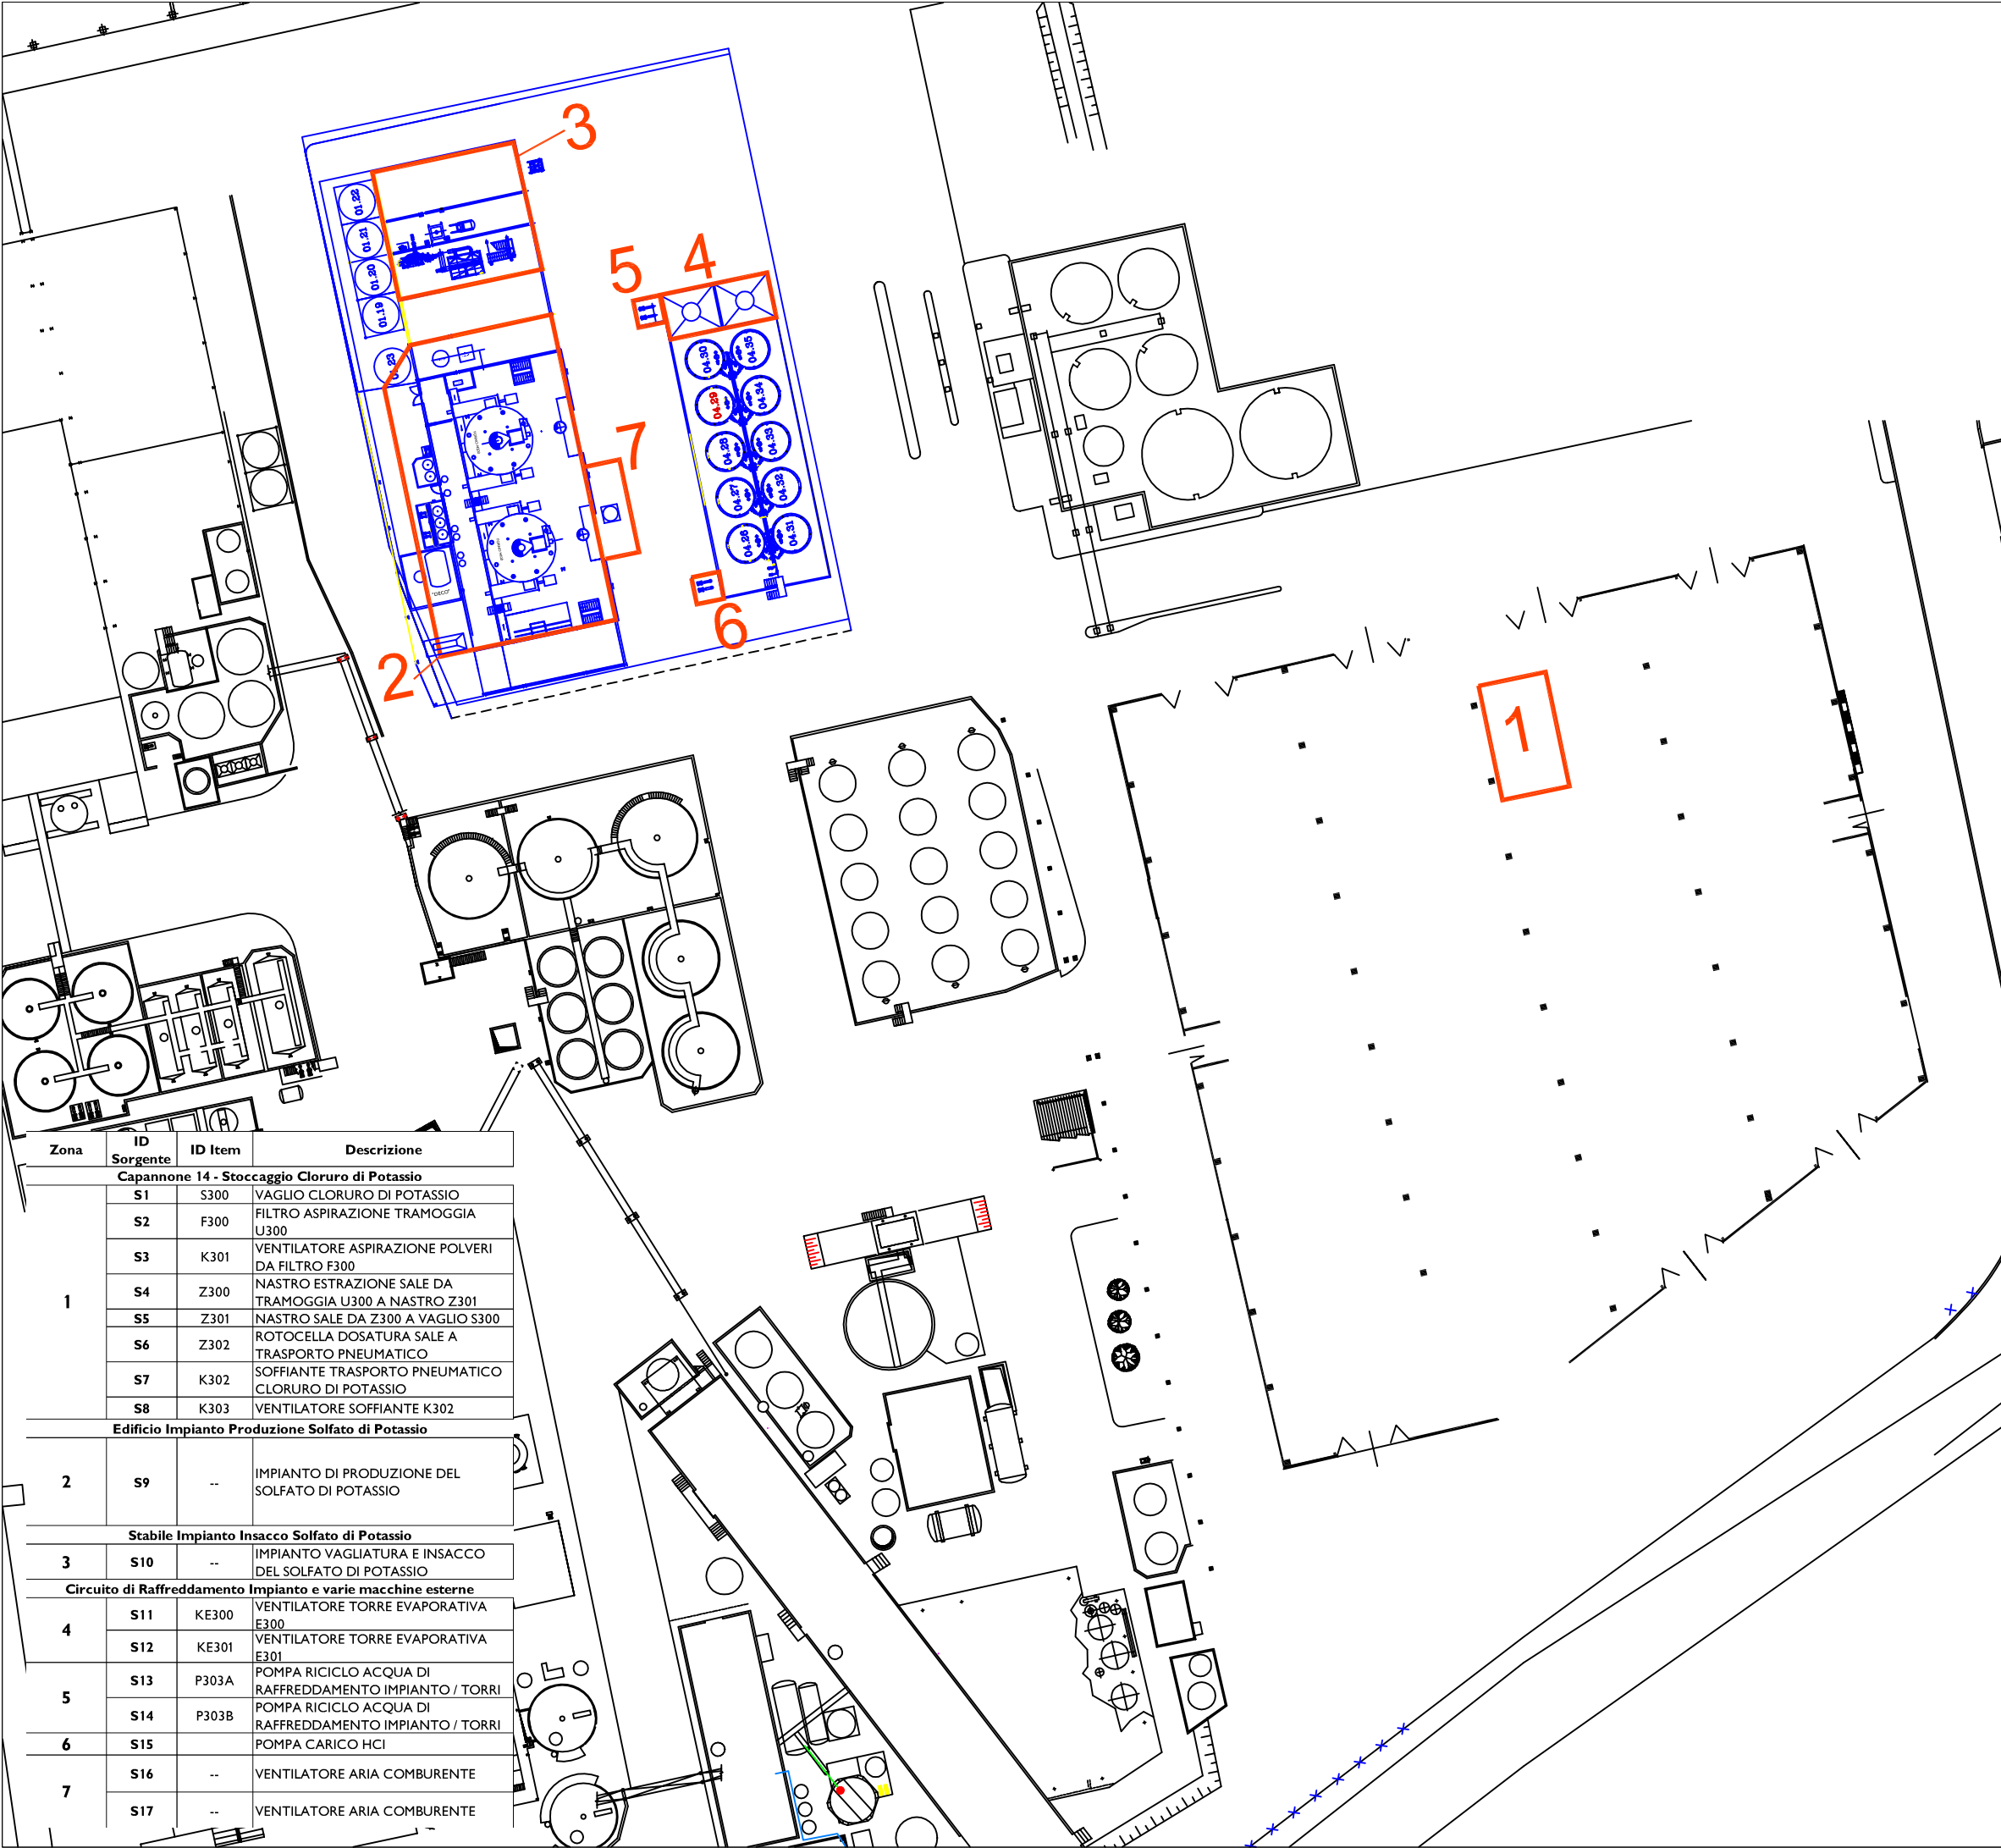 3
01.22
01.21
01.20
01.19
01.23
5
4
04.30
04.35
04.29
04.34
04.28
04.33
04.27
04.32
04.26
04.31
7
"DECO"
6
2
1
Zona
ID
Sorgente
ID Item
Descrizione
Capannone 14 - Stoccaggio Cloruro di Potassio
1
S1 S300 VAGLIO CLORURO DI POTASSIO
S2 F300 FILTRO ASPIRAZIONE TRAMOGGIA
U300
S3 K301 VENTILATORE ASPIRAZIONE POLVERI
DA FILTRO F300
S4 Z300 NASTRO ESTRAZIONE SALE DA
TRAMOGGIA U300 A NASTRO Z301
S5 Z301 NASTRO SALE DA Z300 A VAGLIO S300
S6 Z302 ROTOCELLA DOSATURA SALE A
TRASPORTO PNEUMATICO
S7 K302 SOFFIANTE TRASPORTO PNEUMATICO
CLORURO DI POTASSIO
S8 K303 VENTILATORE SOFFIANTE K302
Edificio Impianto Produzione Solfato di Potassio
2 S9 -- IMPIANTO DI PRODUZIONE DEL
SOLFATO DI POTASSIO
Stabile Impianto Insacco Solfato di Potassio
3 S10 -- IMPIANTO VAGLIATURA E INSACCO
DEL SOLFATO DI POTASSIO
Circuito di Raffreddamento Impianto e varie macchine esterne
4
S11 KE300 VENTILATORE TORRE EVAPORATIVA
E300
S12 KE301 VENTILATORE TORRE EVAPORATIVA
E301
5
S13 P303A POMPA RICICLO ACQUA DI
RAFFREDDAMENTO IMPIANTO / TORRI
S14 P303B POMPA RICICLO ACQUA DI
RAFFREDDAMENTO IMPIANTO / TORRI
6 S15 POMPA CARICO HCl
7
S16 -- VENTILATORE ARIA COMBURENTE
S17 -- VENTILATORE ARIA COMBURENTE